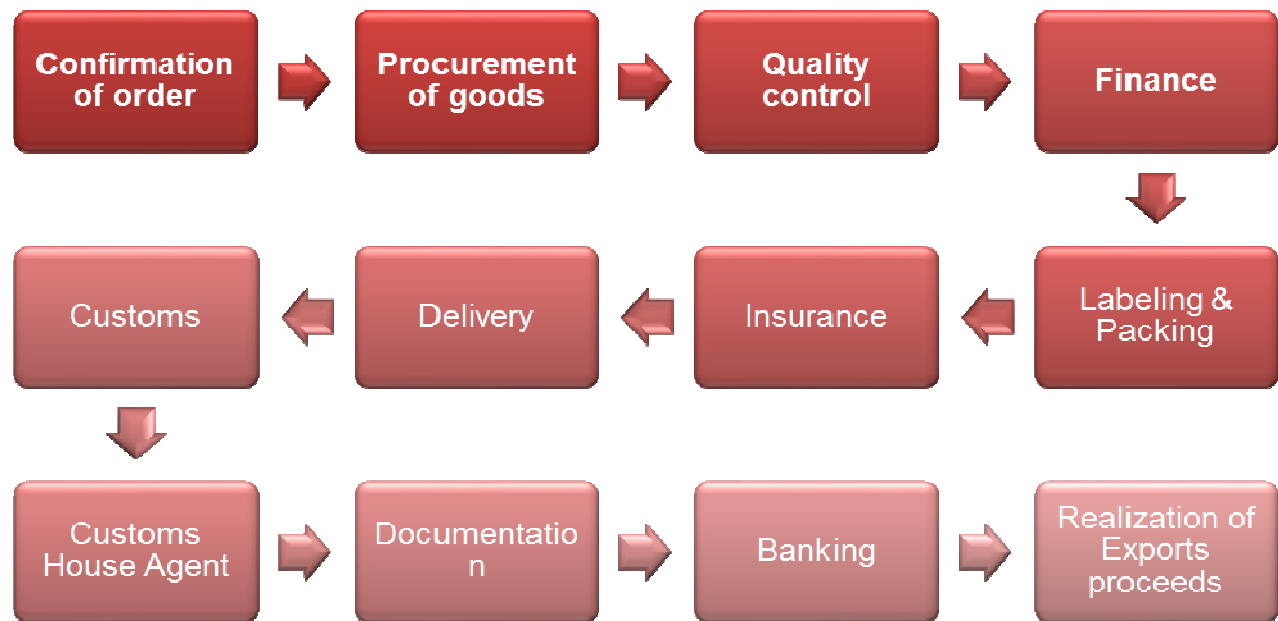 Confirmation
of order
Procurement
of goods
Quality
control
Finance
Labeling &
Packing
Insurance
Delivery
Customs
Customs
House Agent
Documentatio
n
Banking
Realization of
Exports
proceeds